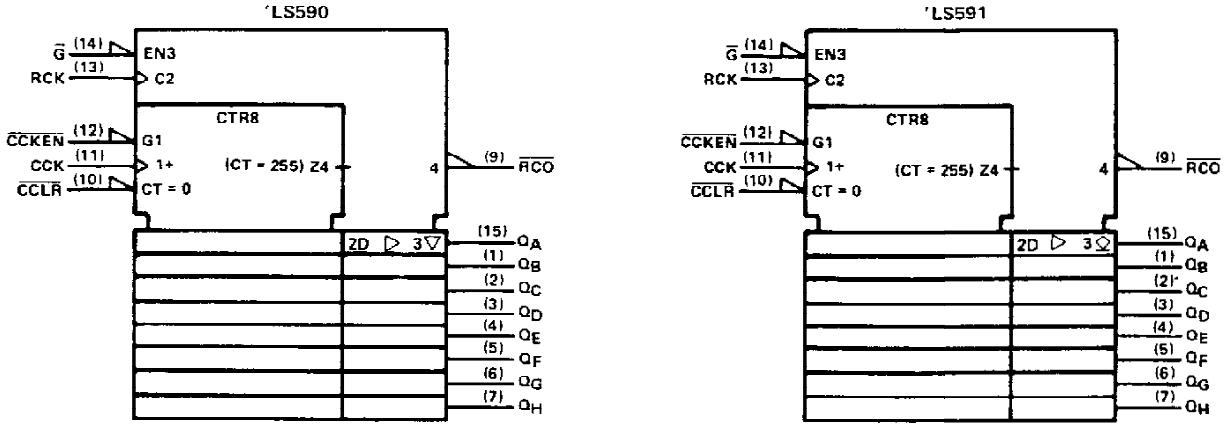 'LS590
G̅ (14) EN3
RCK (13) C2
CTR8
C̅C̅K̅E̅N̅ (12) G1
CCK (11) 1+ (CT = 255) Z4 4 (9) R̅C̅O̅
C̅C̅L̅R̅ (10) CT = 0
2D ▷ 3▽ (15) QA
(1) QB
(2) QC
(3) QD
(4) QE
(5) QF
(6) QG
(7) QH
'LS591
G̅ (14) EN3
RCK (13) C2
CTR8
C̅C̅K̅E̅N̅ (12) G1
CCK (11) 1+ (CT = 255) Z4 4 (9) R̅C̅O̅
C̅C̅L̅R̅ (10) CT = 0
2D ▷ 3◇ (15) QA
(1) QB
(2) QC
(3) QD
(4) QE
(5) QF
(6) QG
(7) QH